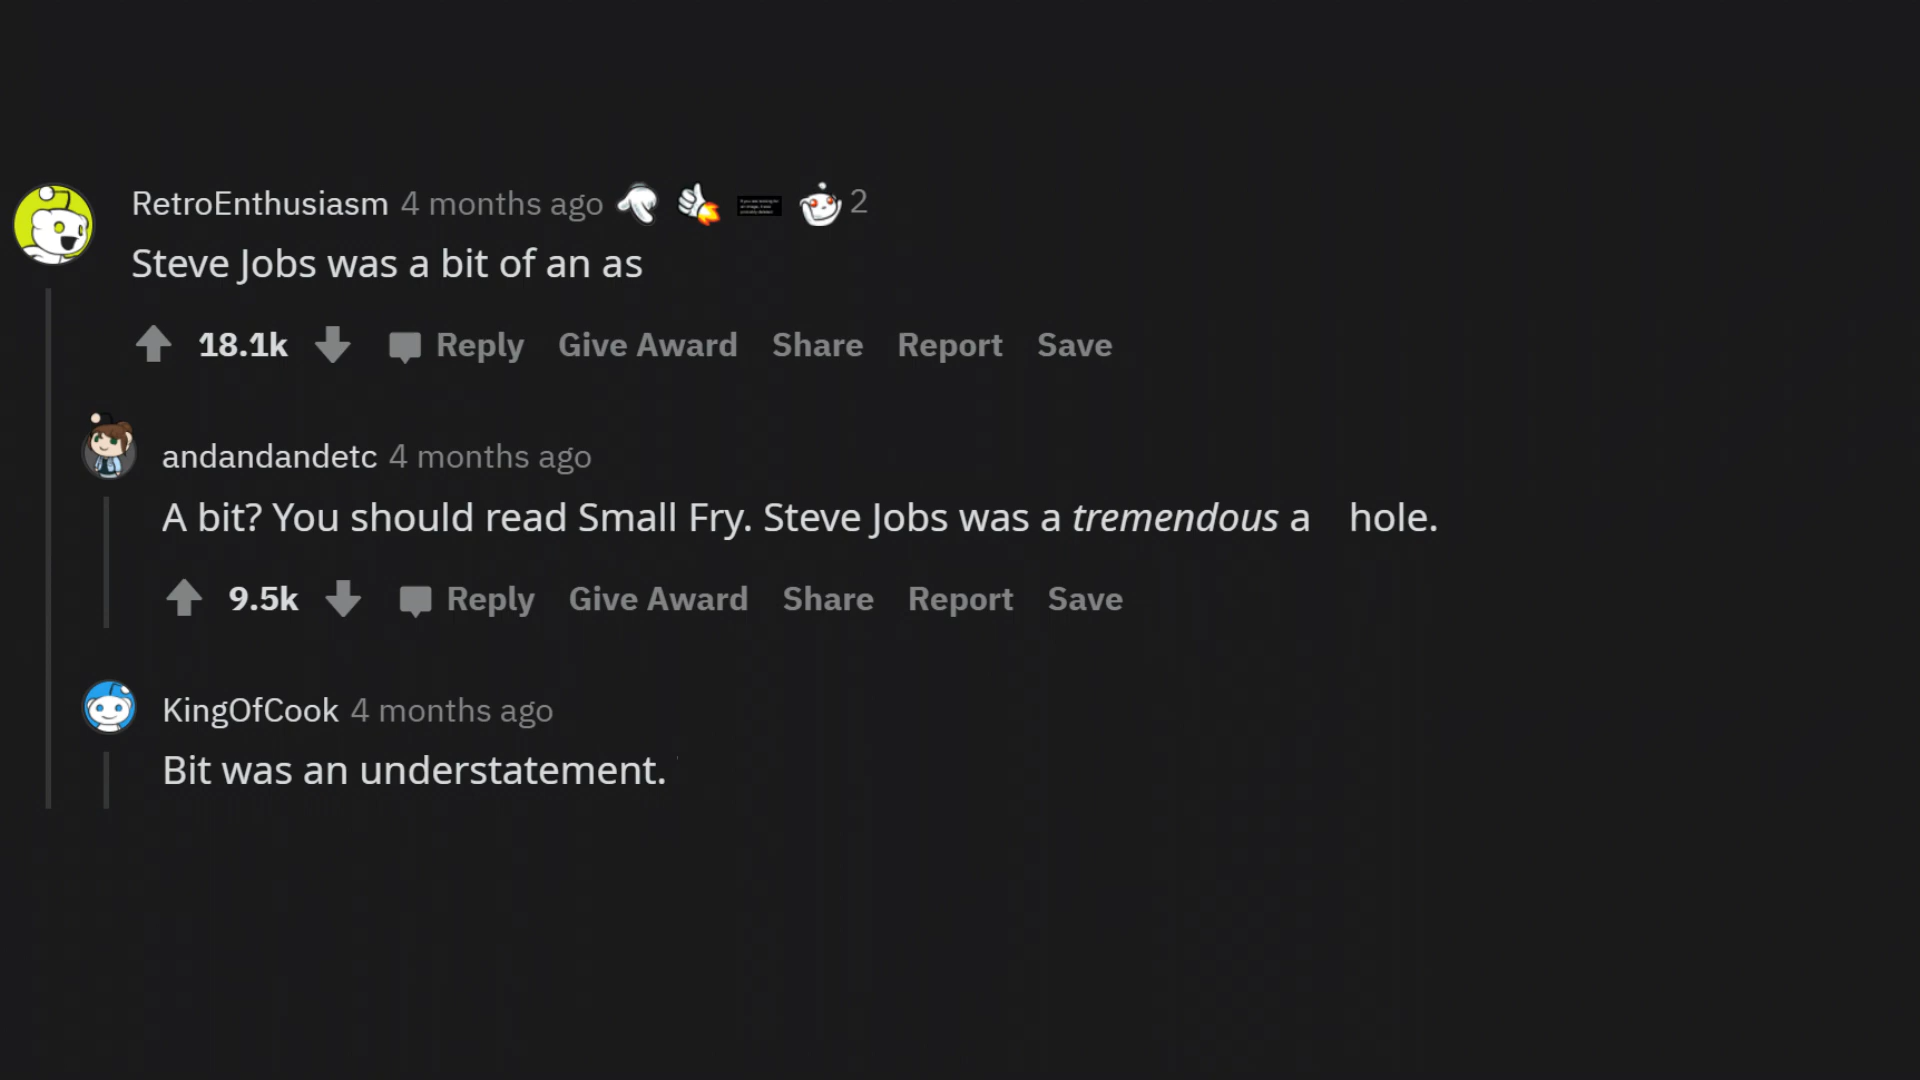 RetroEnthusiasm 4 months ago 2
Steve Jobs was a bit of an as
18.1k Reply Give Award Share Report Save
andandandetc 4 months ago
A bit? You should read Small Fry. Steve Jobs was a tremendous a hole.
9.5k Reply Give Award Share Report Save
KingOfCook 4 months ago
Bit was an understatement.